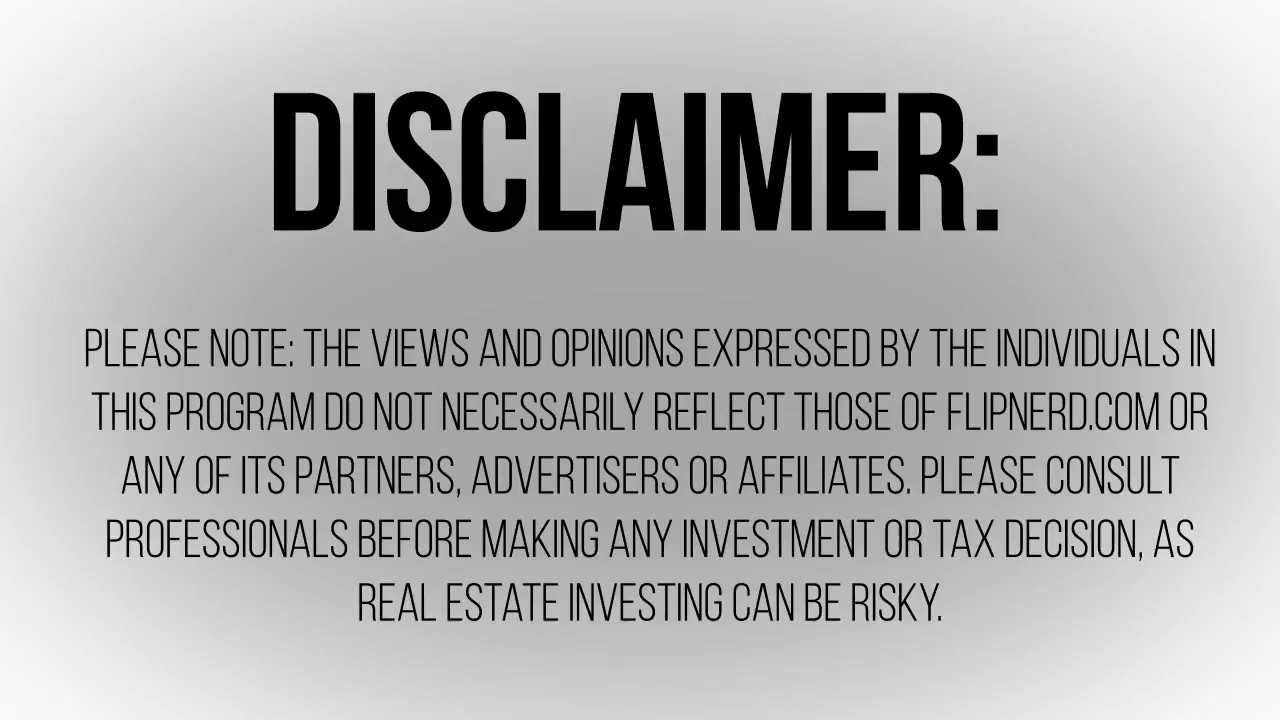 DISCLAIMER:
PLEASE NOTE: THE VIEWS AND OPINIONS EXPRESSED BY THE INDIVIDUALS IN
THIS PROGRAM DO NOT NECESSARILY REFLECT THOSE OF FLIPNERD.COM OR
ANY OF ITS PARTNERS, ADVERTISERS OR AFFILIATES. PLEASE CONSULT
PROFESSIONALS BEFORE MAKING ANY INVESTMENT OR TAX DECISION, AS
REAL ESTATE INVESTING CAN BE RISKY.